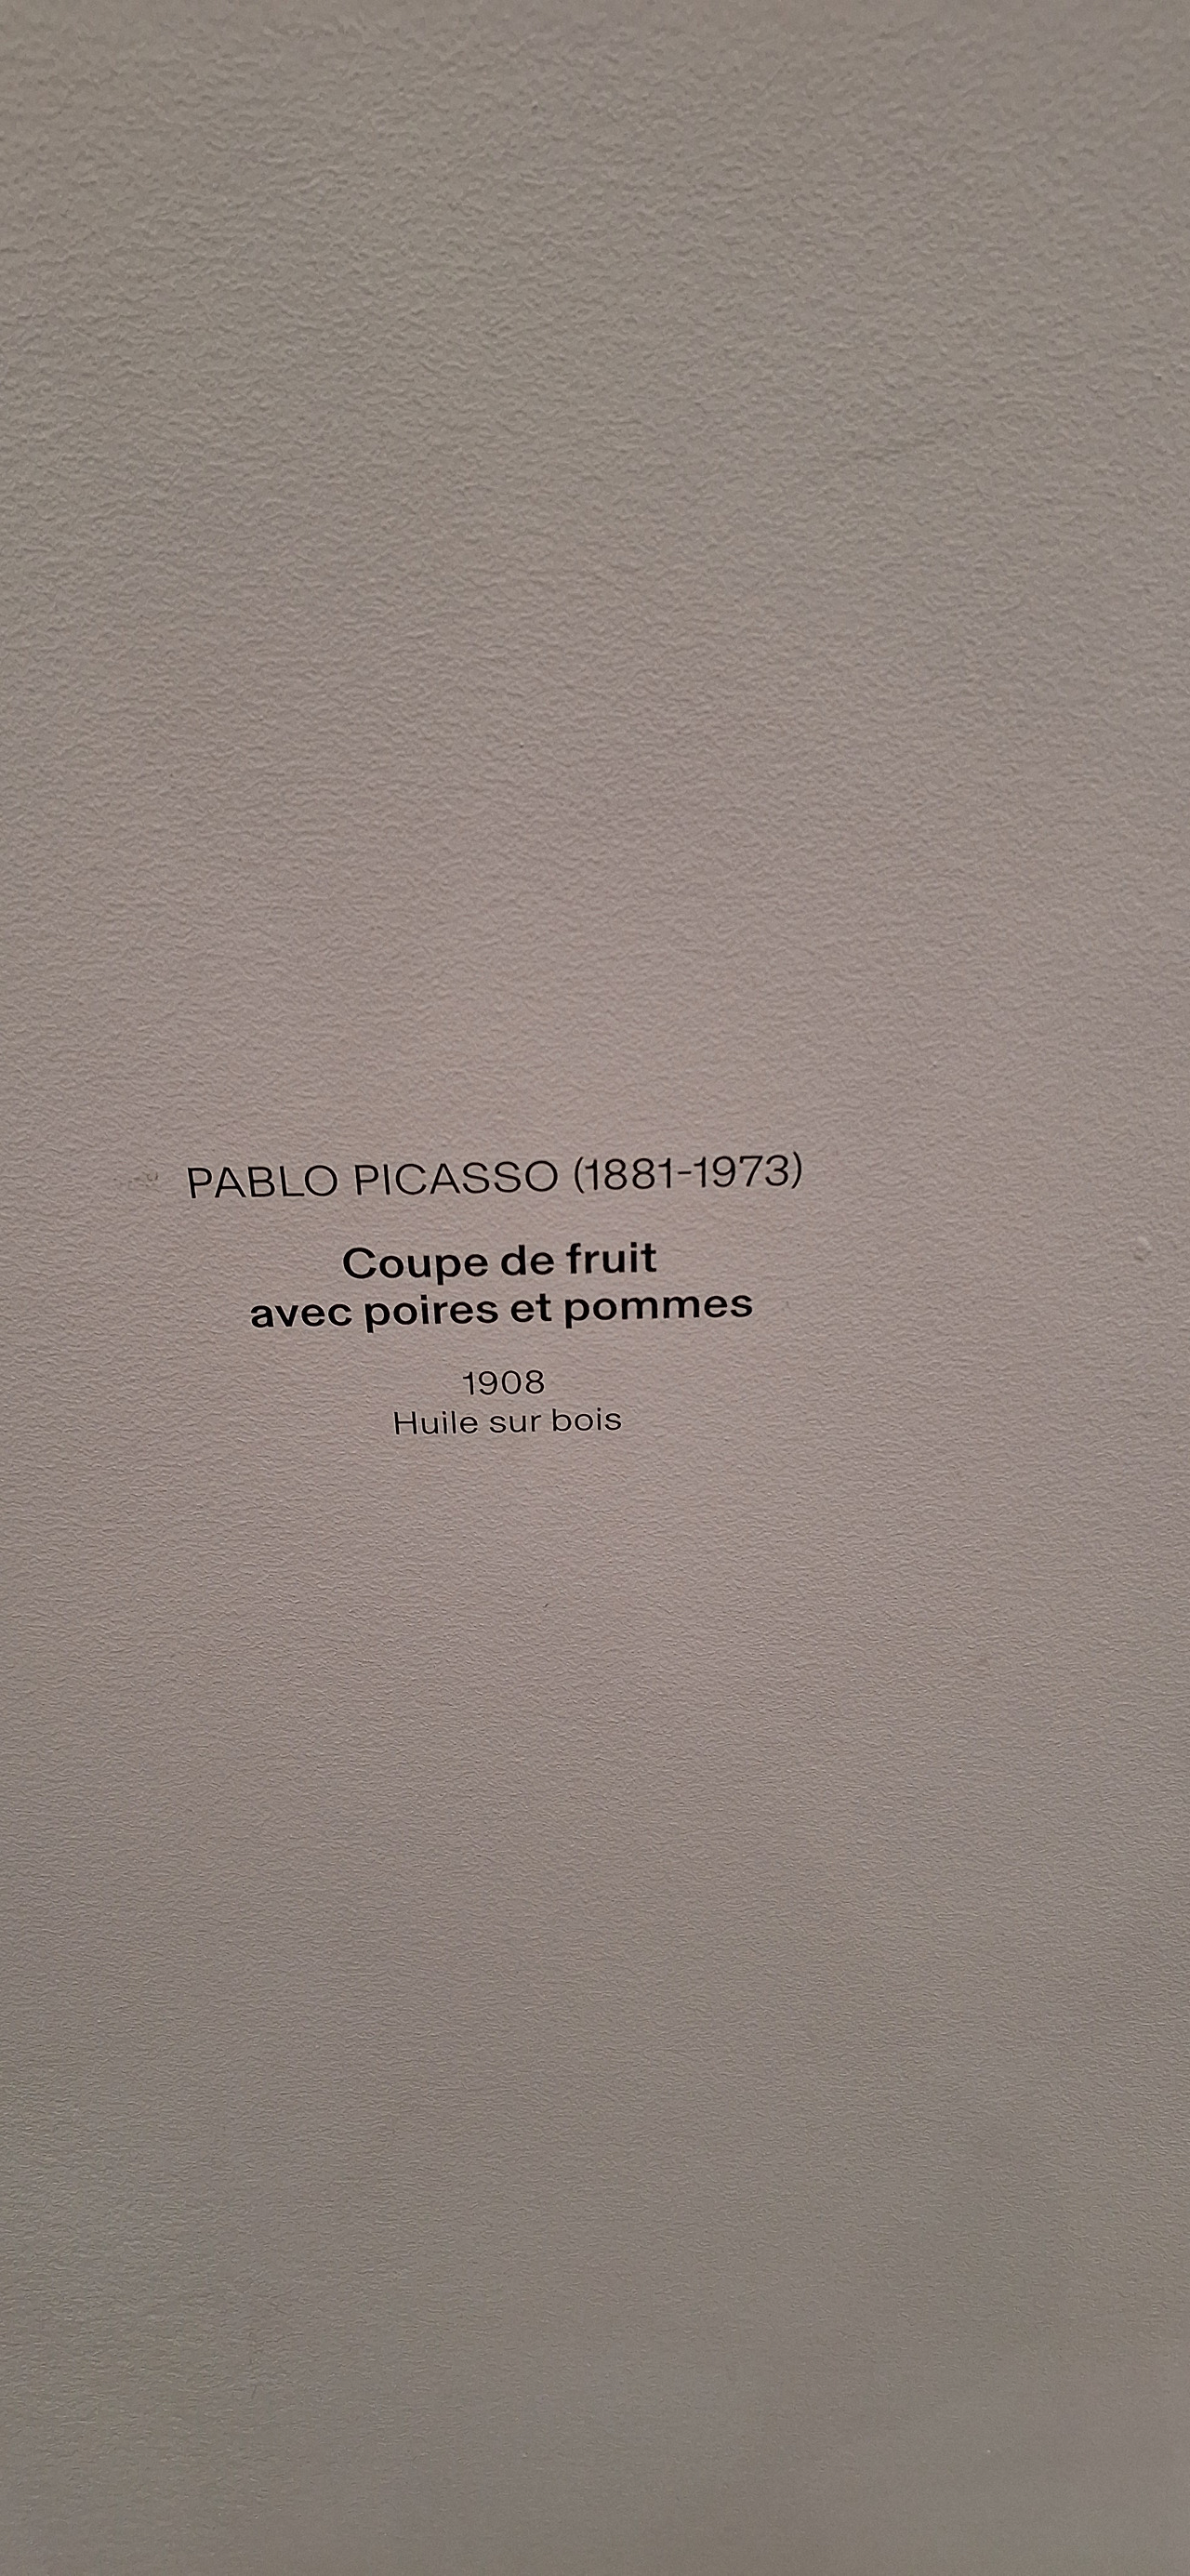 PABLO PICASSO (1881-1973)
Coupe de fruit
avec poires et pommes
1908
Huile sur bois